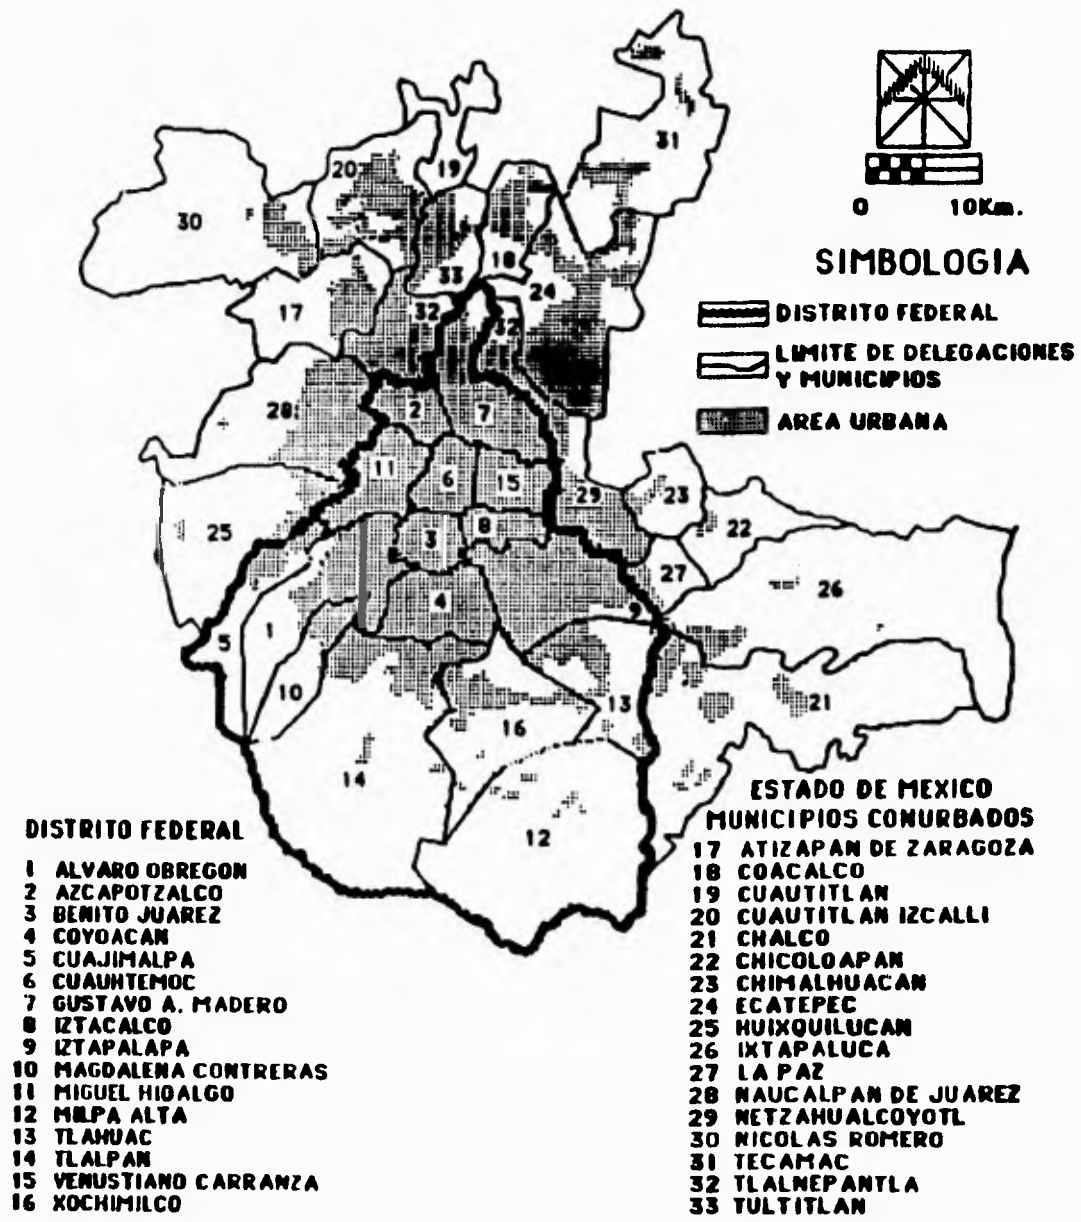 31
20
19
30
18
33
24
17
32
32
28
2
7
11
6
15
29
23
22
25
3
8
27
26
4
9
1
5
10
13
21
16
14
12
0 10Km.
SIMBOLOGIA
DISTRITO FEDERAL
LIMITE DE DELEGACIONES
Y MUNICIPIOS
AREA URBANA
DISTRITO FEDERAL
1 ALVARO OBREGON
2 AZCAPOTZALCO
3 BENITO JUAREZ
4 COYOACAN
5 CUAJIMALPA
6 CUAUHTEMOC
7 GUSTAVO A. MADERO
8 IZTACALCO
9 IZTAPALAPA
10 MAGDALENA CONTRERAS
11 MIGUEL HIDALGO
12 MILPA ALTA
13 TLAHUAC
14 TLALPAN
15 VENUSTIANO CARRANZA
16 XOCHIMILCO
ESTADO DE MEXICO
MUNICIPIOS CONURBADOS
17 ATIZAPAN DE ZARAGOZA
18 COACALCO
19 CUAUTITLAN
20 CUAUTITLAN IZCALLI
21 CHALCO
22 CHICOLOAPAN
23 CHIMALHUACAN
24 ECATEPEC
25 HUIXQUILUCAN
26 IXTAPALUCA
27 LA PAZ
28 NAUCALPAN DE JUAREZ
29 NETZAHUALCOYOTL
30 NICOLAS ROMERO
31 TECAMAC
32 TLALNEPANTLA
33 TULTITLAN